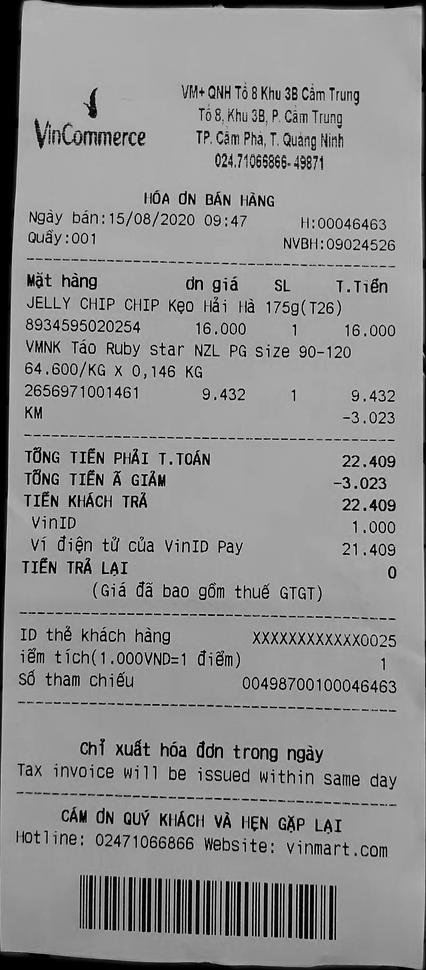 VM+ QNH Tổ 8 Khu 3B Cẩm Trung
Tổ 8, Khu 3B, P. Cẩm Trung
TP. Cẩm Phả, T. Quảng Ninh
024.71065866-49871
VinCommerce
HÓA ƠN BÁN HÀNG
Ngày bán:15/08/2020 09:47 H:00046463
Quầy:001 NVBH:09024526
Mặt hàng ơn giá SL T.Tiền
JELLY CHIP CHIP Kẹo Hải Hà 175g(T26)
8934595020254 16.000 1 16.000
VMNK Táo Ruby star NZL PG size 90-120
64.600/KG X 0,146 KG
2656971001461 9.432 1 9.432
KM -3.023
TỔNG TIỀN PHẢI T.TOÁN 22.409
TỔNG TIỀN Ã GIẢM -3.023
TIỀN KHÁCH TRẢ 22.409
VinID 1.000
Ví điện tử của VinID Pay 21.409
TIỀN TRẢ LẠI 0
(Giá đã bao gồm thuế GTGT)
ID thẻ khách hàng XXXXXXXXXXXX0025
iểm tích(1.000VND=1 điểm) 1
Số tham chiếu 00498700100046463
Chỉ xuất hóa đơn trong ngày
Tax invoice will be issued within same day
CÁM ƠN QUÝ KHÁCH VÀ HẸN GẶP LẠI
Hotline: 02471066866 Website: vinmart.com